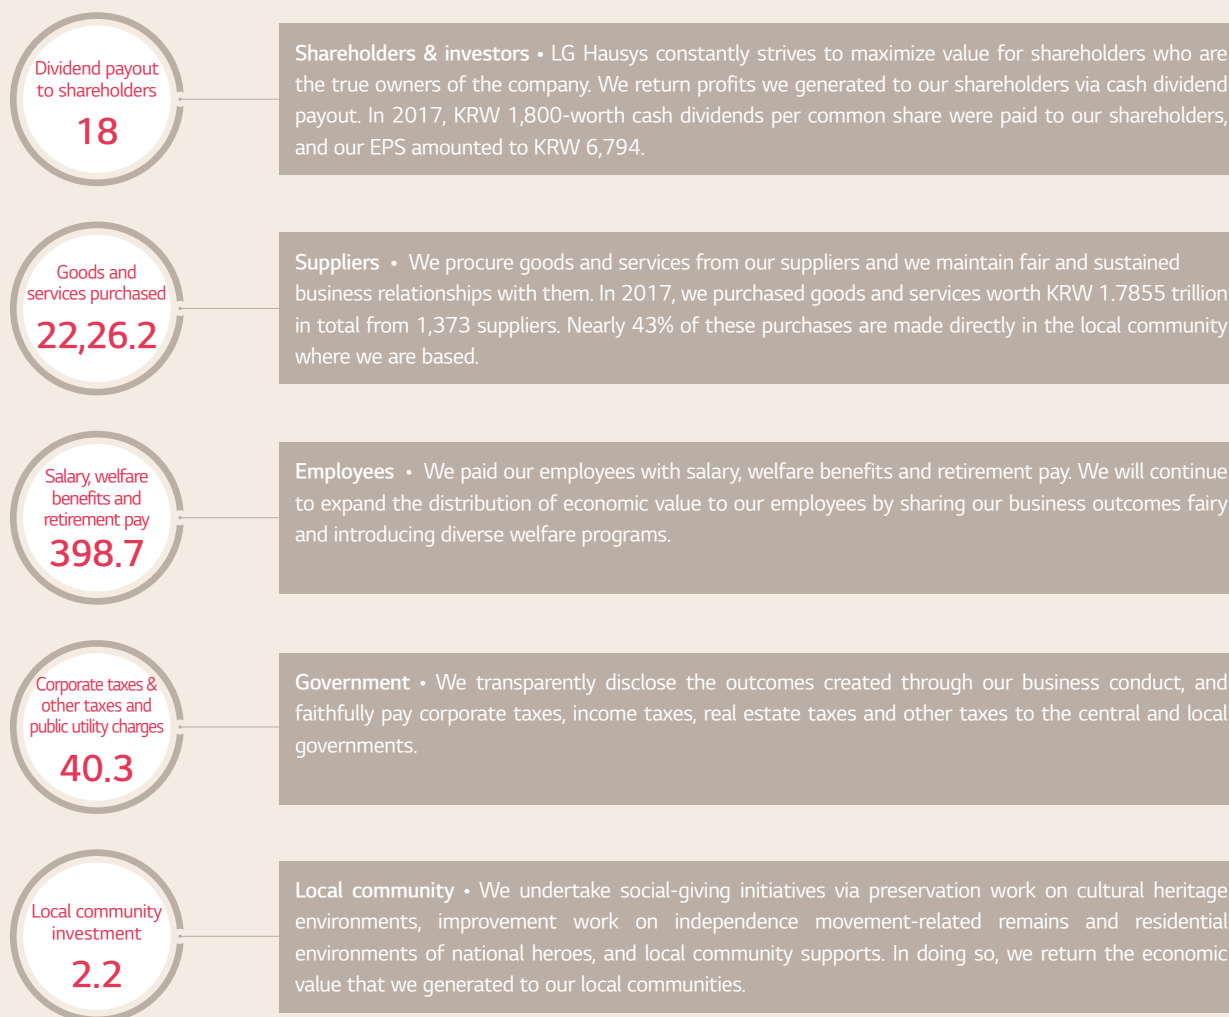 Dividend payout
to shareholders
18
Shareholders & investors • LG Hausys constantly strives to maximize value for shareholders who are
the true owners of the company. We return profits we generated to our shareholders via cash dividend
payout. In 2017, KRW 1,800-worth cash dividends per common share were paid to our shareholders,
and our EPS amounted to KRW 6,794.
Goods and
services purchased
22,26.2
Suppliers • We procure goods and services from our suppliers and we maintain fair and sustained
business relationships with them. In 2017, we purchased goods and services worth KRW 1.7855 trillion
in total from 1,373 suppliers. Nearly 43% of these purchases are made directly in the local community
where we are based.
Salary, welfare
benefits and
retirement pay
398.7
Employees • We paid our employees with salary, welfare benefits and retirement pay. We will continue
to expand the distribution of economic value to our employees by sharing our business outcomes fairy
and introducing diverse welfare programs.
Corporate taxes &
other taxes and
public utility charges
40.3
Government • We transparently disclose the outcomes created through our business conduct, and
faithfully pay corporate taxes, income taxes, real estate taxes and other taxes to the central and local
governments.
Local community
investment
2.2
Local community • We undertake social-giving initiatives via preservation work on cultural heritage
environments, improvement work on independence movement-related remains and residential
environments of national heroes, and local community supports. In doing so, we return the economic
value that we generated to our local communities.